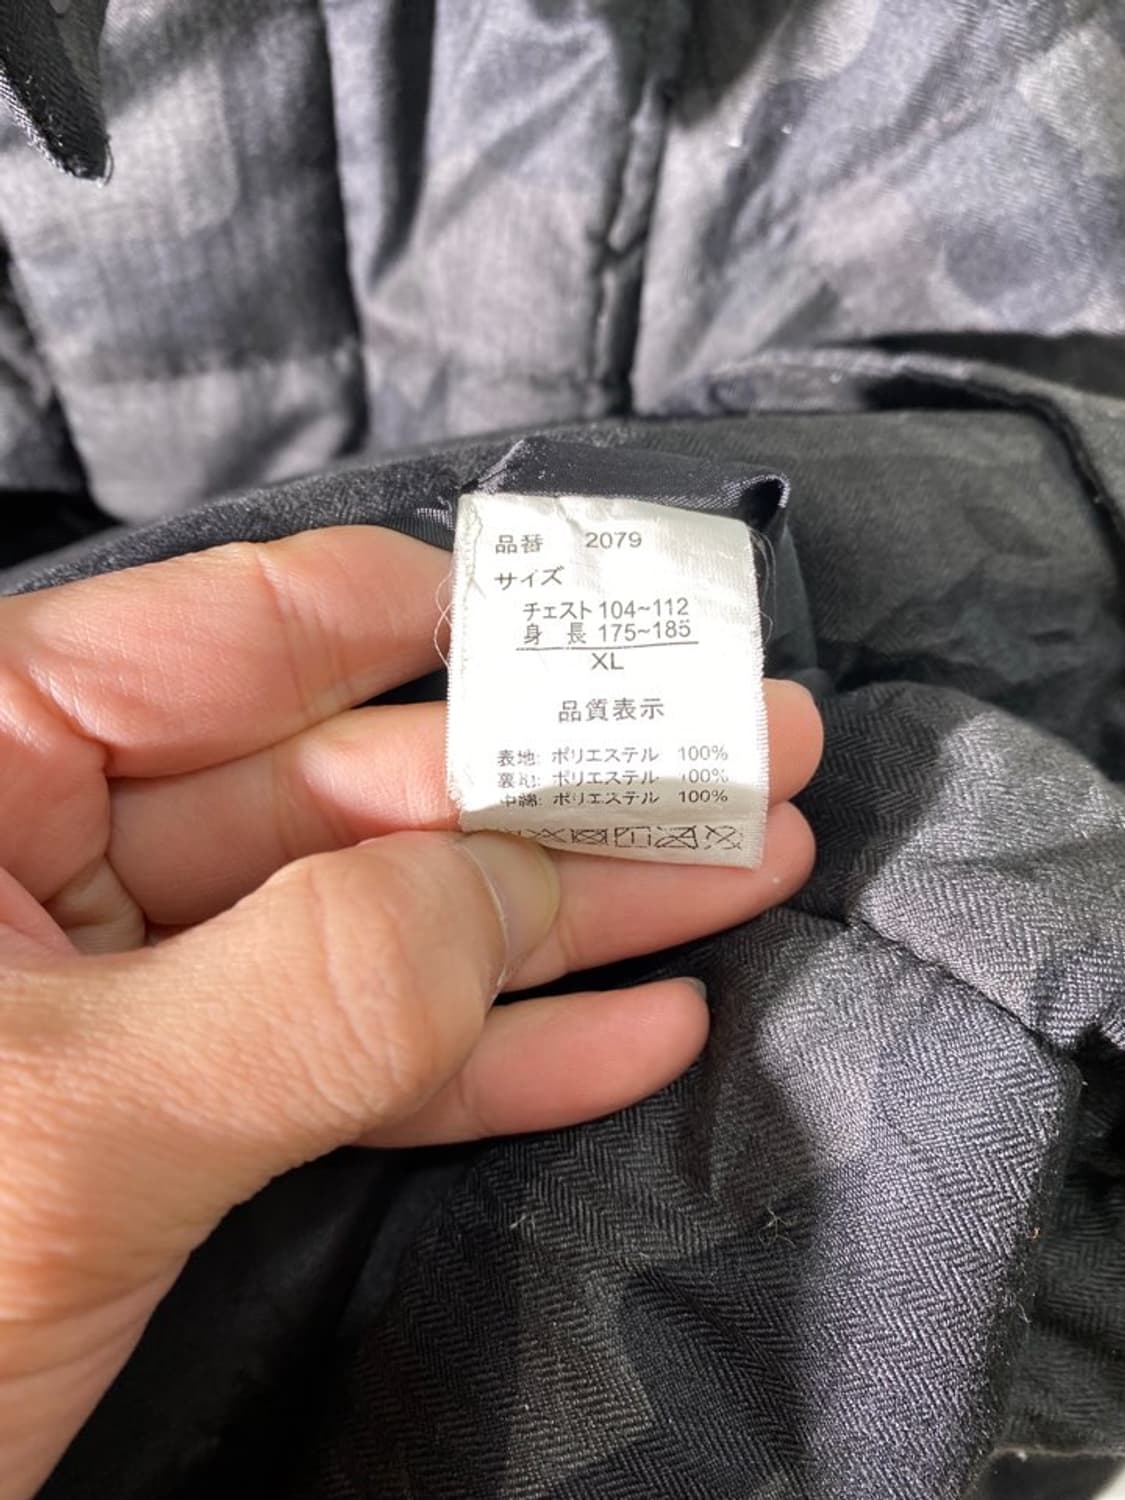 品番 2079
サイズ
チェスト 104~112
身 長 175~185
XL
品質表示
表地: ポリエステル 100%
裏地: ポリエステル 100%
中綿: ポリエステル 100%